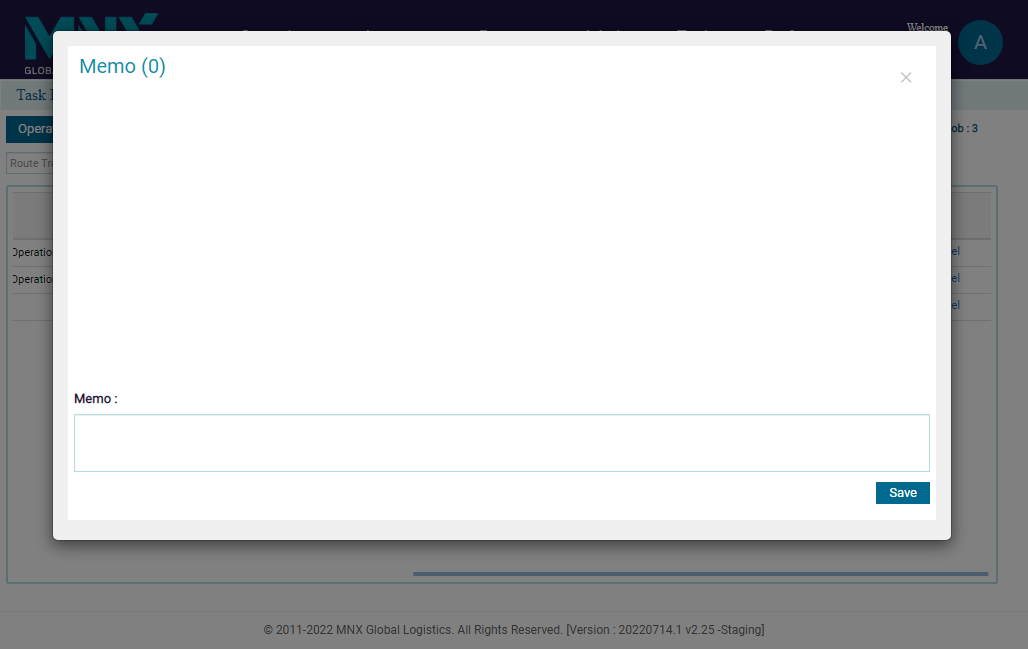 MNX
GLOB
Welcome
A
Memo (0)
Task
Opera
ob : 3
Route Tra
Operatio
el
Operatio
el
el
Memo :
Save
© 2011-2022 MNX Global Logistics. All Rights Reserved. [Version : 20220714.1 v2.25 -Staging]